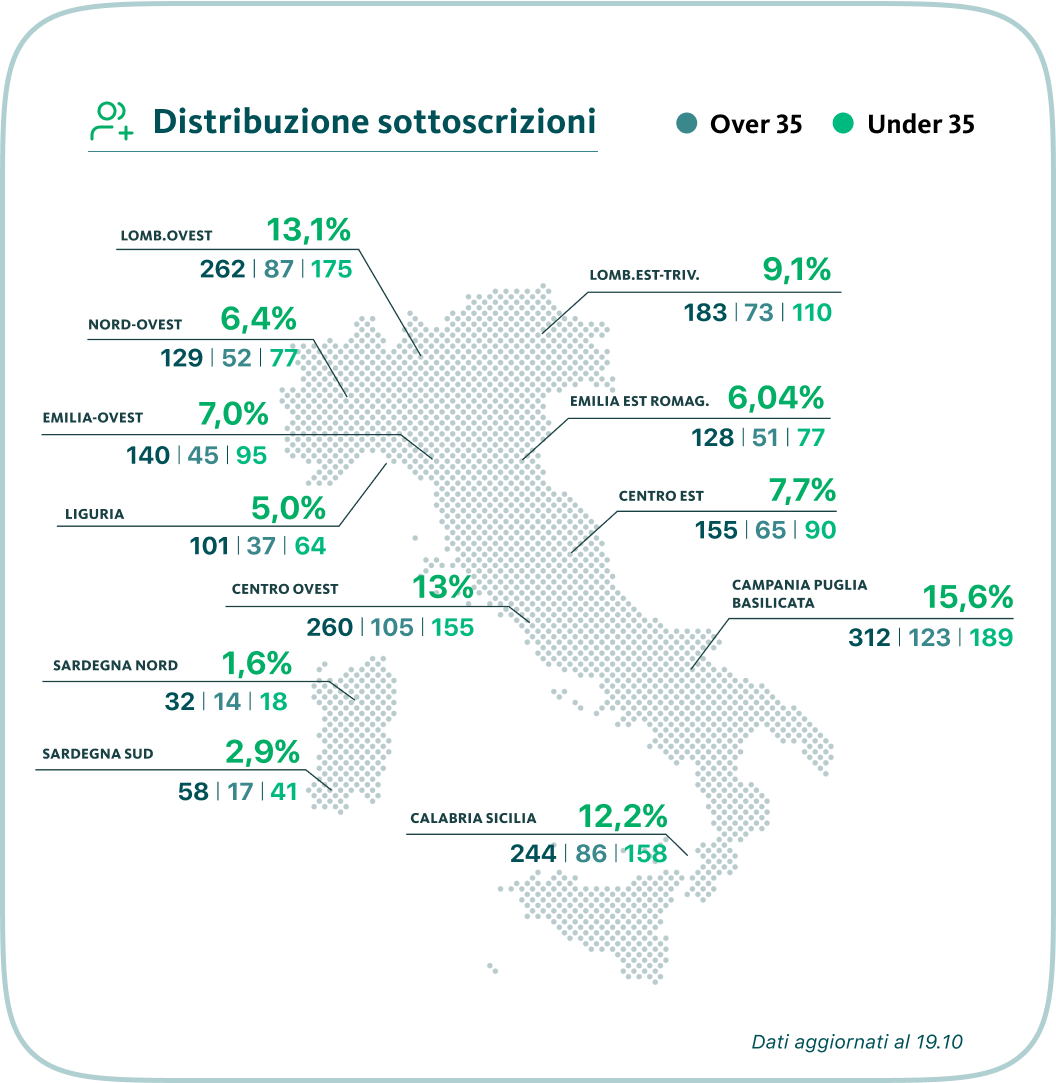 Distribuzione sottoscrizioni
Over 35
Under 35
LOMB.OVEST 13,1%
262 | 87 | 175
LOMB.EST-TRIV. 9,1%
183 | 73 | 110
NORD-OVEST 6,4%
129 | 52 | 77
EMILIA EST ROMAG. 6,04%
128 | 51 | 77
EMILIA-OVEST 7,0%
140 | 45 | 95
CENTRO EST 7,7%
155 | 65 | 90
LIGURIA 5,0%
101 | 37 | 64
CENTRO OVEST 13%
260 | 105 | 155
CAMPANIA PUGLIA
BASILICATA 15,6%
312 | 123 | 189
SARDEGNA NORD 1,6%
32 | 14 | 18
SARDEGNA SUD 2,9%
58 | 17 | 41
CALABRIA SICILIA 12,2%
244 | 86 | 158
Dati aggiornati al 19.10